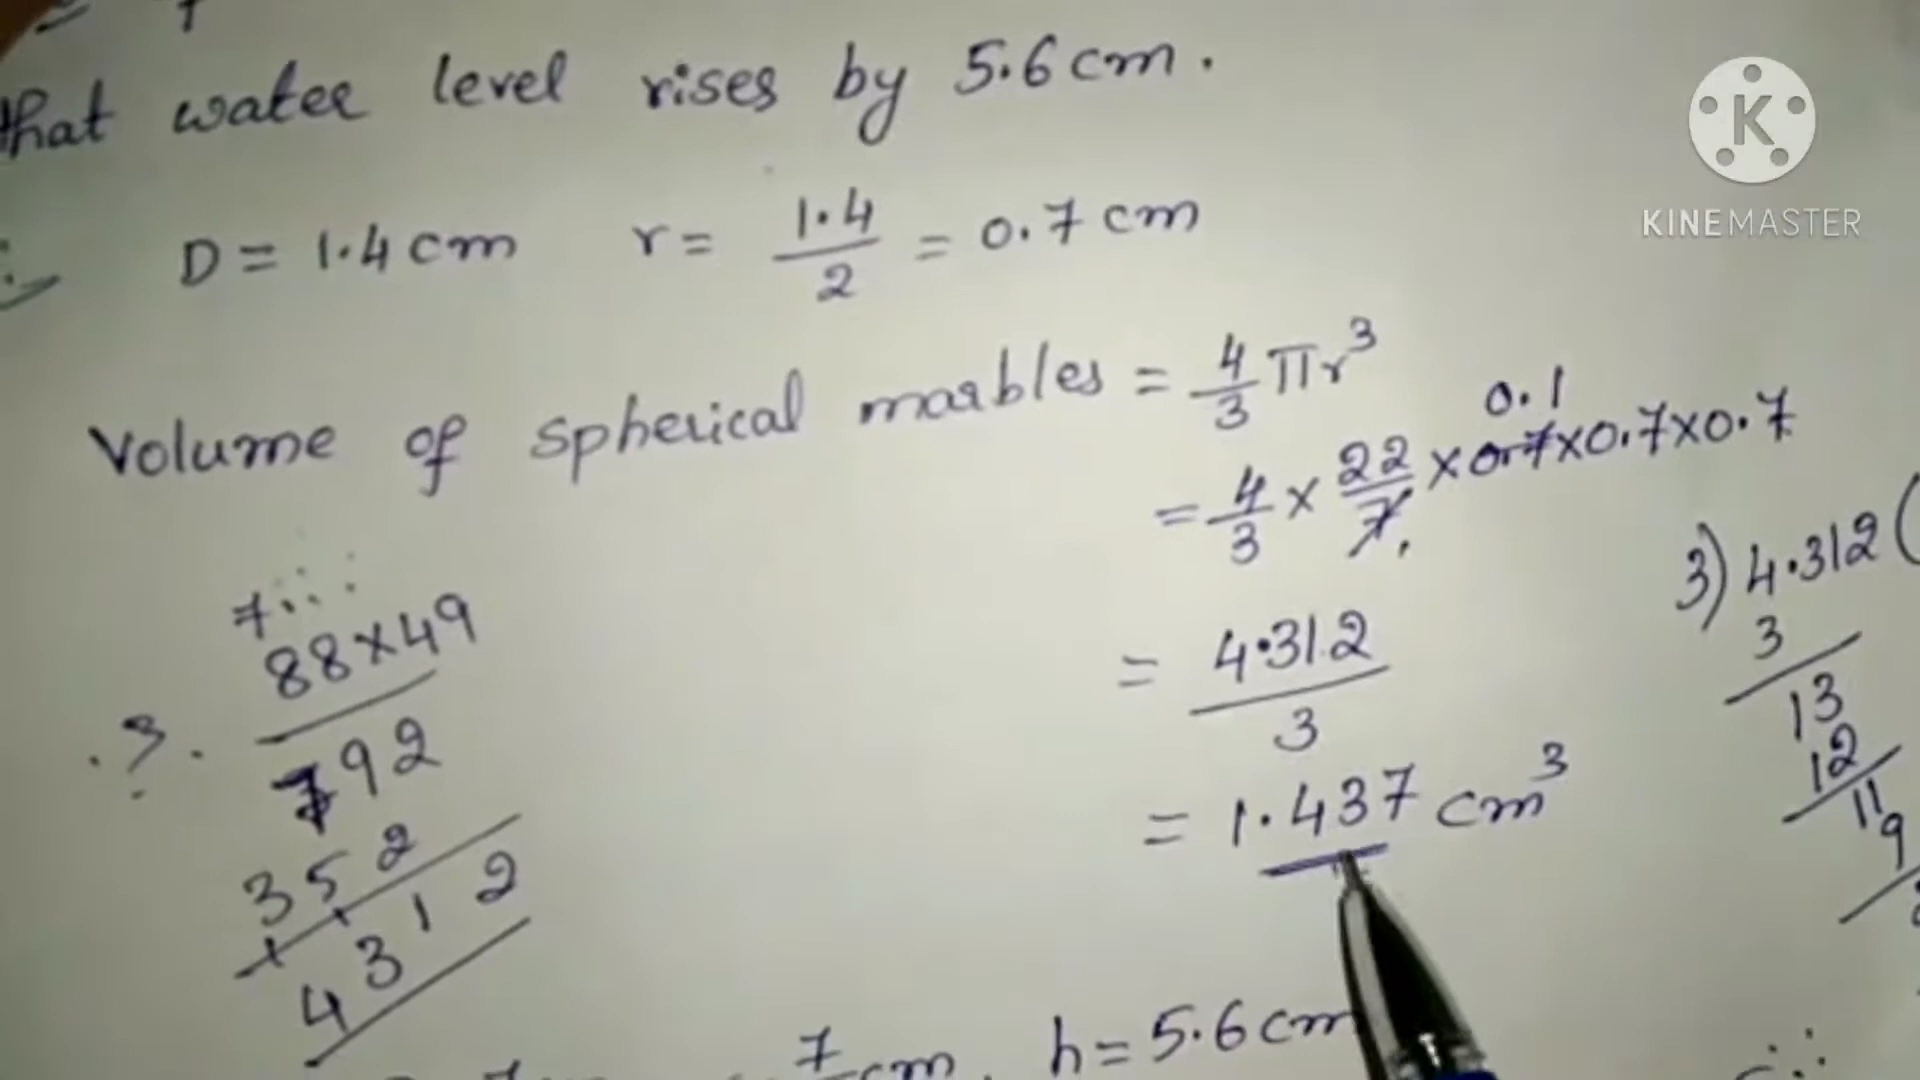 that water level rises by 5.6 cm.
D = 1.4 cm r = 1.4/2 = 0.7 cm
Volume of spherical marbles = 4/3 πr³
0.1
= 4/3 × 22/7 × 0.7 × 0.7 × 0.7
88 × 49
792
352
4312
= 4.312/3
= 1.437 cm³
3) 4.312 (
3
13
12
11
9
7 cm, h = 5.6 cm
K
KINEMASTER